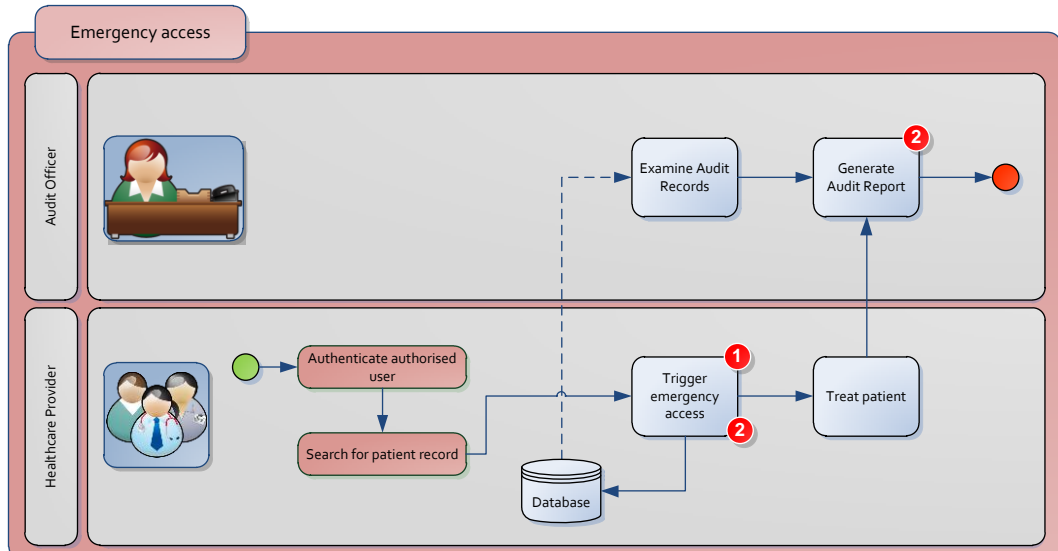 Emergency access
Audit Officer
Examine Audit
Records
2
Generate
Audit Report
Healthcare Provider
Authenticate authorised
user
Search for patient record
1
Trigger
emergency
access
2
Treat patient
Database